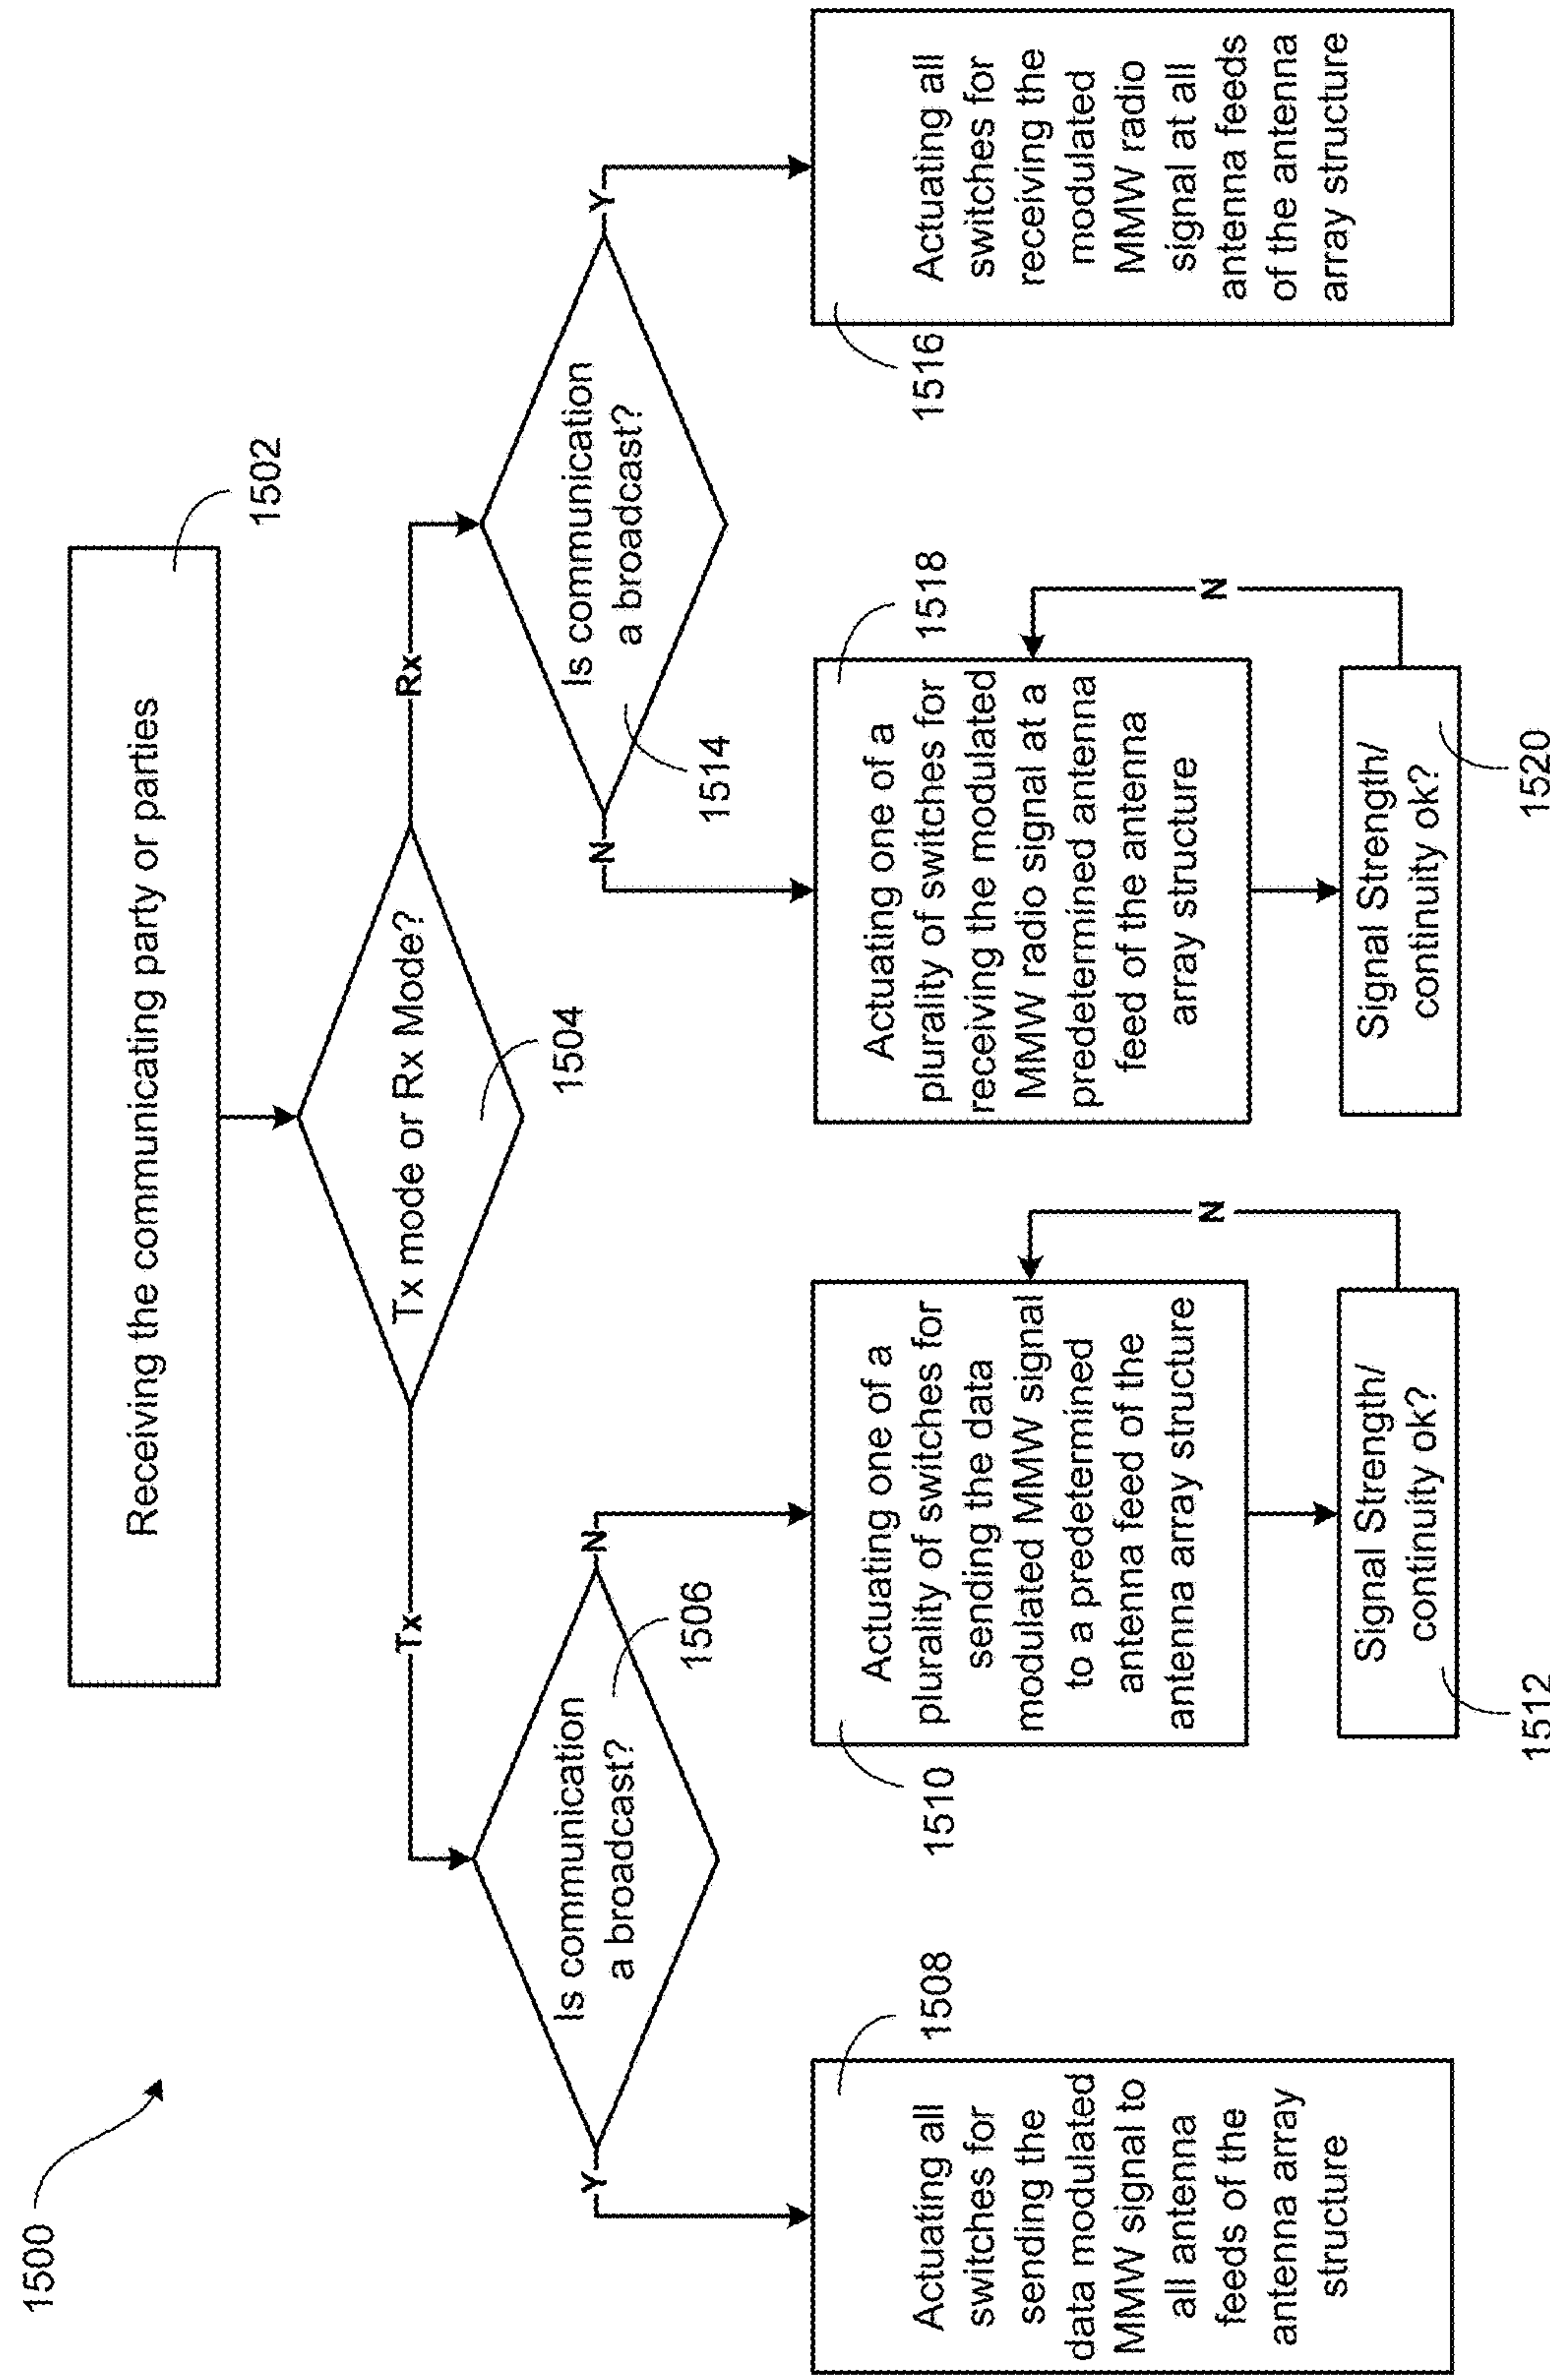 1500
Receiving the communicating party or parties
1502
Tx mode or Rx Mode?
1504
Tx
Rx
Is communication
a broadcast?
1506
Y
N
Is communication
a broadcast?
1514
N
Y
Actuating all
switches for
sending the
data modulated
MMW signal to
all antenna
feeds of the
antenna array
structure
1508
Actuating one of a
plurality of switches for
sending the data
modulated MMW signal
to a predetermined
antenna feed of the
antenna array structure
1510
N
Signal Strength/
continuity ok?
1512
Actuating one of a
plurality of switches for
receiving the modulated
MMW radio signal at a
predetermined antenna
feed of the antenna
array structure
1518
N
Signal Strength/
continuity ok?
1520
Actuating all
switches for
receiving the
modulated
MMW radio
signal at all
antenna feeds
of the antenna
array structure
1516